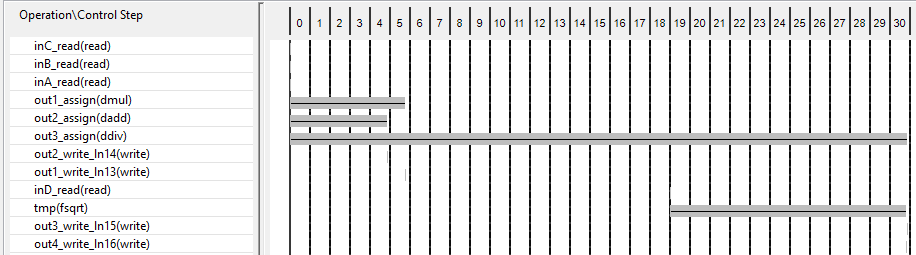 Operation\Control Step
0 1 2 3 4 5 6 7 8 9 10 11 12 13 14 15 16 17 18 19 20 21 22 23 24 25 26 27 28 29 30
inC_read(read)
inB_read(read)
inA_read(read)
out1_assign(dmul)
out2_assign(dadd)
out3_assign(ddiv)
out2_write_ln14(write)
out1_write_ln13(write)
inD_read(read)
tmp(fsqrt)
out3_write_ln15(write)
out4_write_ln16(write)